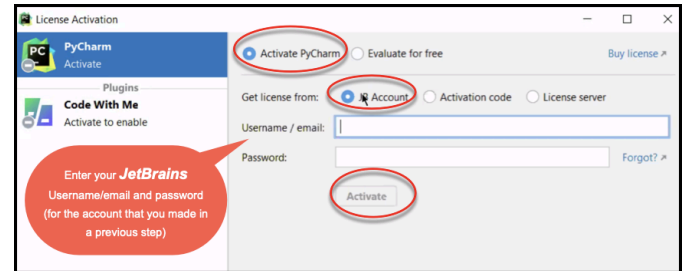 License Activation
PC
PyCharm
Activate
Plugins
Code With Me
Activate to enable
Activate PyCharm
Evaluate for free
Buy license
Get license from:
Account
Activation code
License server
Username / email:
Password:
Forgot?
Activate
Enter your JetBrains
Username/email and password
(for the account that you made in
a previous step)